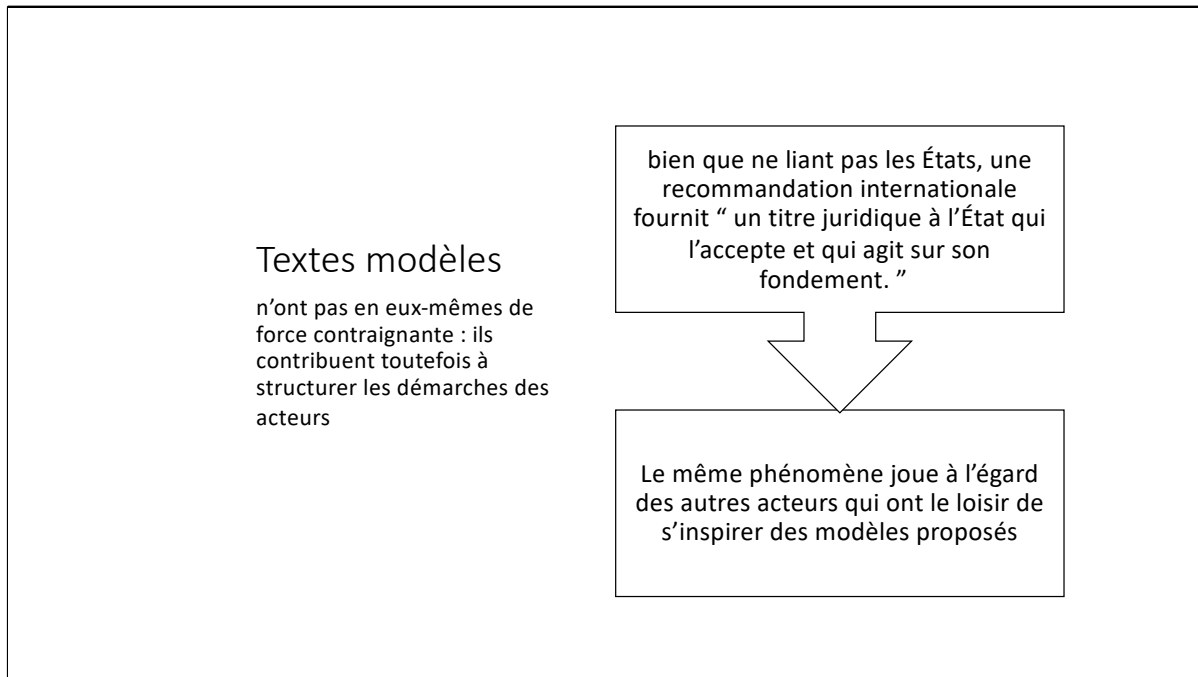 Textes modèles
n’ont pas en eux-mêmes de
force contraignante : ils
contribuent toutefois à
structurer les démarches des
acteurs
bien que ne liant pas les États, une
recommandation internationale
fournit “ un titre juridique à l’État qui
l’accepte et qui agit sur son
fondement. ”
Le même phénomène joue à l’égard
des autres acteurs qui ont le loisir de
s’inspirer des modèles proposés